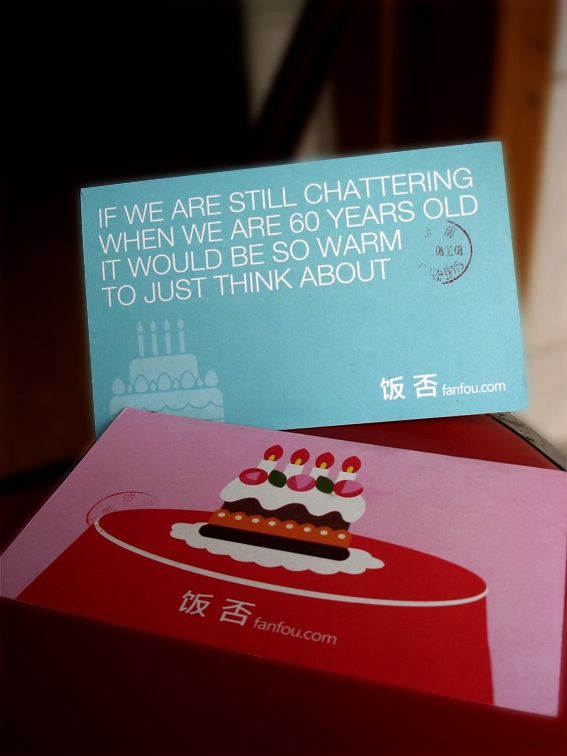 IF WE ARE STILL CHATTERING
WHEN WE ARE 60 YEARS OLD
IT WOULD BE SO WARM
TO JUST THINK ABOUT
饭否 fanfou.com
饭否 fanfou.com